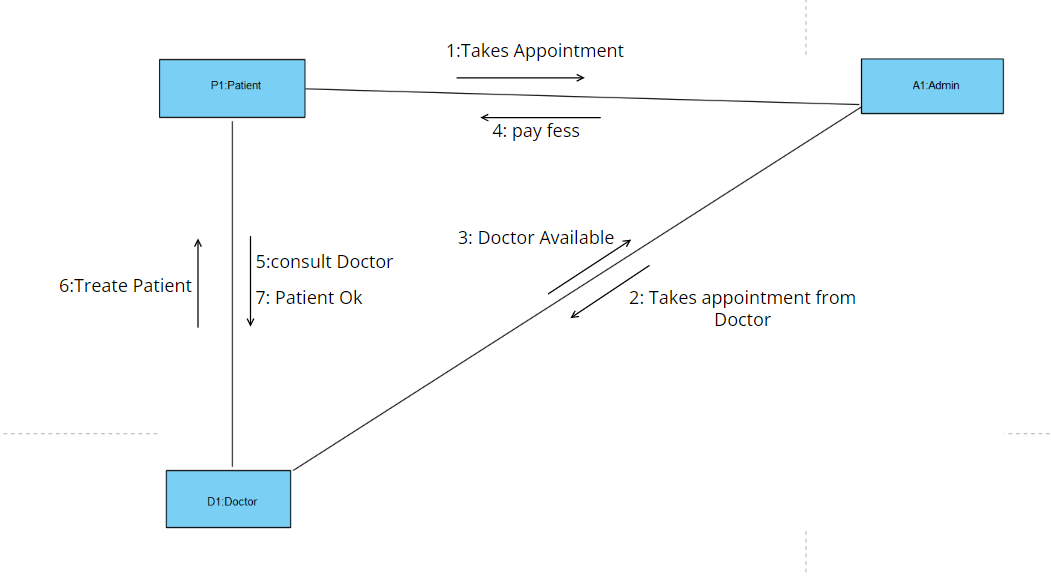 1:Takes Appointment
P1:Patient
A1:Admin
4: pay fess
3: Doctor Available
5:consult Doctor
6:Treate Patient
7: Patient Ok
2: Takes appointment from
Doctor
D1:Doctor